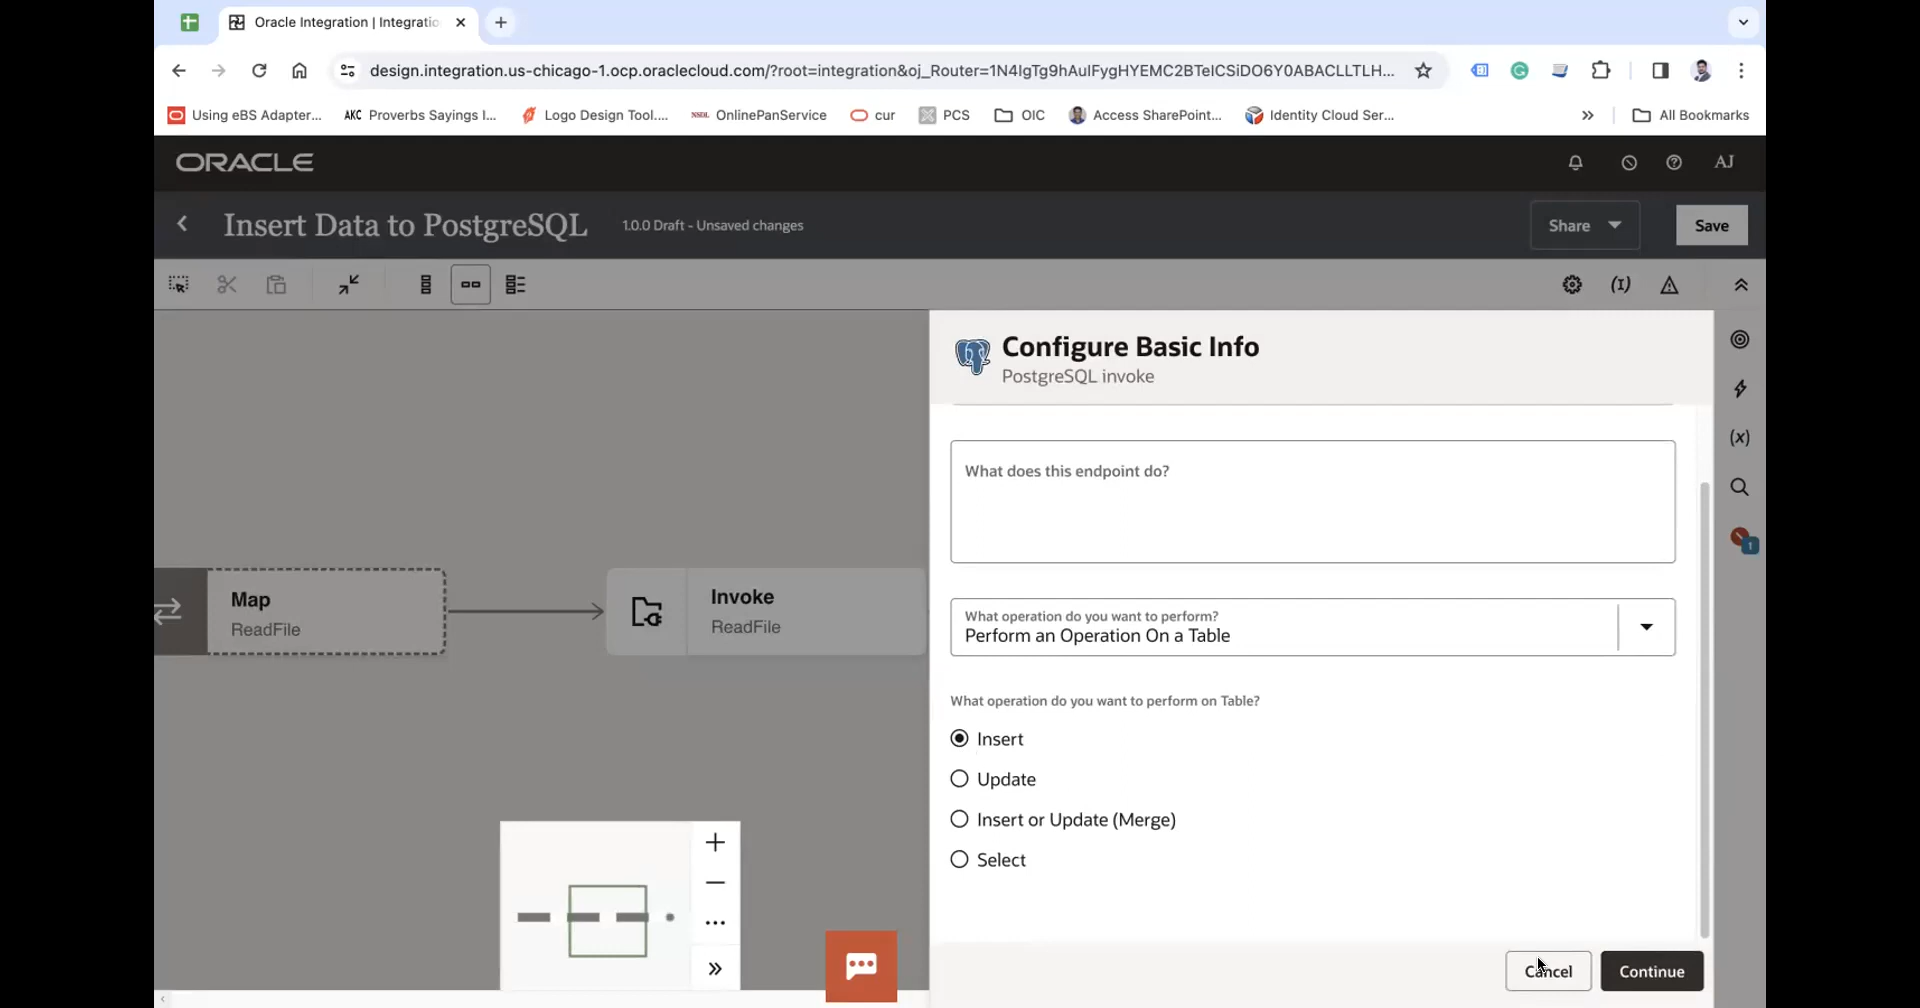 Oracle Integration | Integratio
design.integration.us-chicago-1.ocp.oraclecloud.com/?root=integration&oj_Router=1N4IgTg9hAuIFygHYEMC2BTeICSiDO6Y0ABACLLTLH...
Using eBS Adapter...
AKC Proverbs Sayings I...
Logo Design Tool....
NSDL OnlinePanService
cur
PCS
OIC
Access SharePoint...
Identity Cloud Ser...
All Bookmarks
ORACLE
AJ
Insert Data to PostgreSQL
1.0.0 Draft - Unsaved changes
Share
Save
(I)
Configure Basic Info
PostgreSQL invoke
(x)
What does this endpoint do?
1
Map
ReadFile
Invoke
ReadFile
What operation do you want to perform?
Perform an Operation On a Table
What operation do you want to perform on Table?
Insert
Update
Insert or Update (Merge)
Select
Cancel
Continue